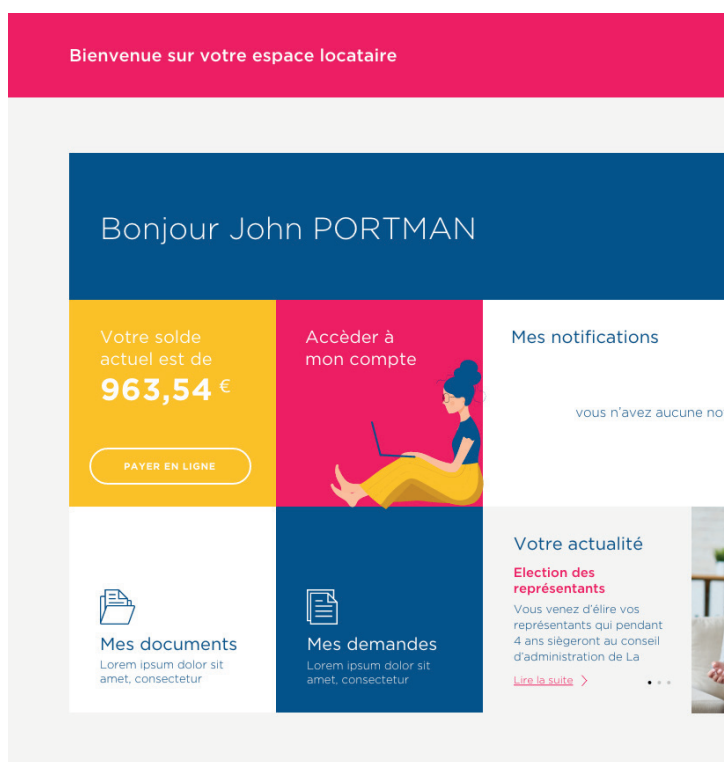 Bienvenue sur votre espace locataire
Bonjour John PORTMAN
Votre solde
actuel est de
963,54 €
PAYER EN LIGNE
Accèder à
mon compte
Mes notifications
vous n'avez aucune
Mes documents
Lorem ipsum dolor sit
amet, consectetur
Mes demandes
Lorem ipsum dolor sit
amet, consectetur
Votre actualité
Election des
représentants
Vous venez d'élire vos
représentants qui pendant
4 ans siègeront au conseil
d'administration de La
Lire la suite